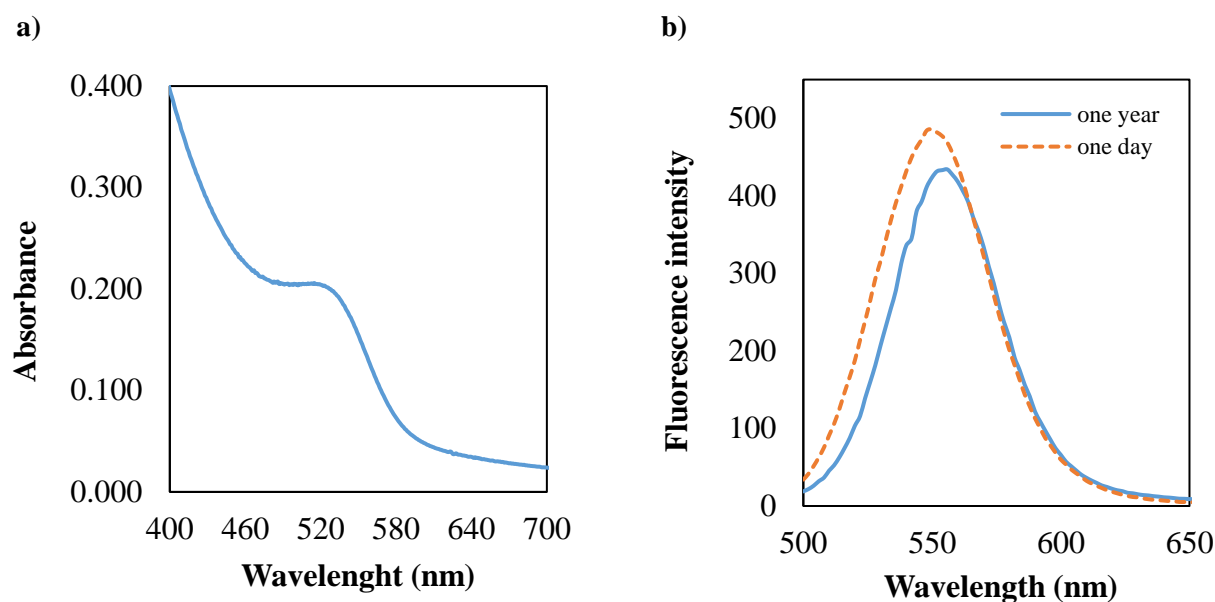 a)
0.400
0.300
0.200
0.100
0.000
Absorbance
400 460 520 580 640 700
Wavelenght (nm)
b)
500
400
300
200
100
0
Fluorescence intensity
one year
one day
500 550 600 650
Wavelength (nm)